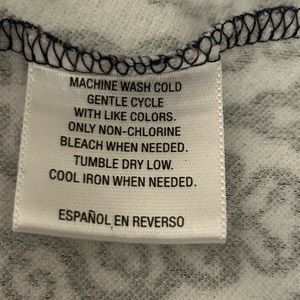 MACHINE WASH COLD
GENTLE CYCLE
WITH LIKE COLORS.
ONLY NON-CHLORINE
BLEACH WHEN NEEDED.
TUMBLE DRY LOW.
COOL IRON WHEN NEEDED.
ESPAÑOL EN REVERSO